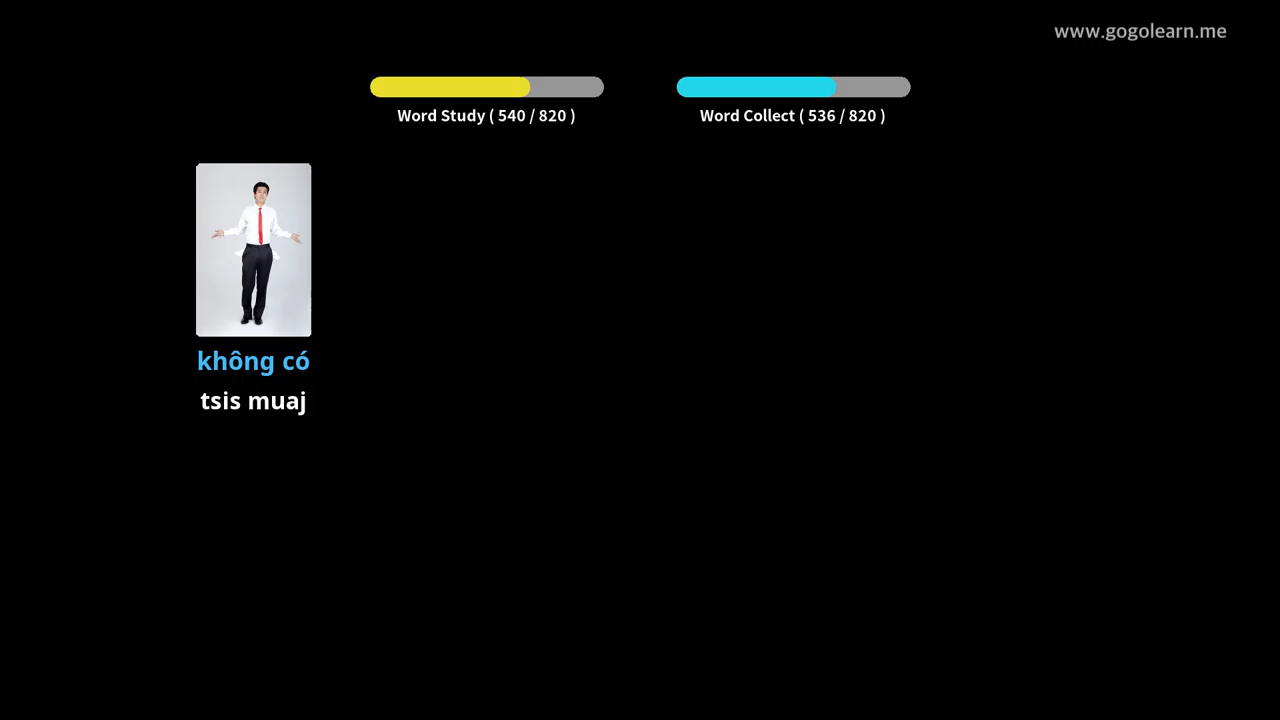 www.gogolearn.me
Word Study ( 540 / 820 )
Word Collect ( 536 / 820 )
không có
tsis muaj